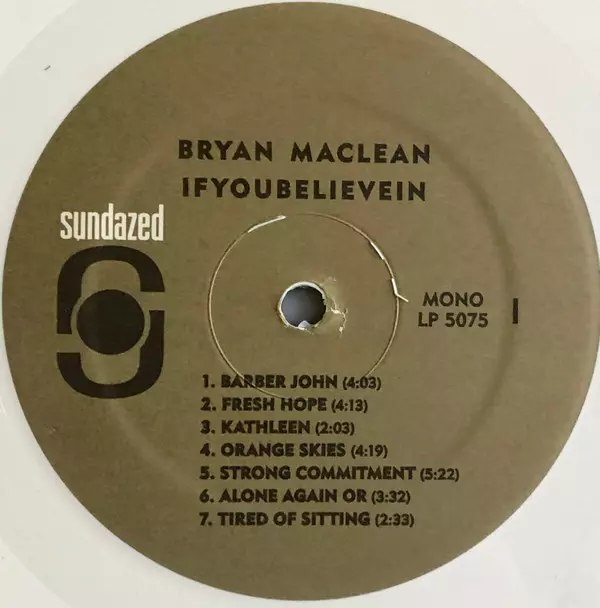 BRYAN MACLEAN
IFYOUBELIEVEIN
sundazed
MONO
LP 5075
I
1. BARBER JOHN (4:03)
2. FRESH HOPE (4:13)
3. KATHLEEN (2:03)
4. ORANGE SKIES (4:19)
5. STRONG COMMITMENT (5:22)
6. ALONE AGAIN OR (3:32)
7. TIRED OF SITTING (2:33)